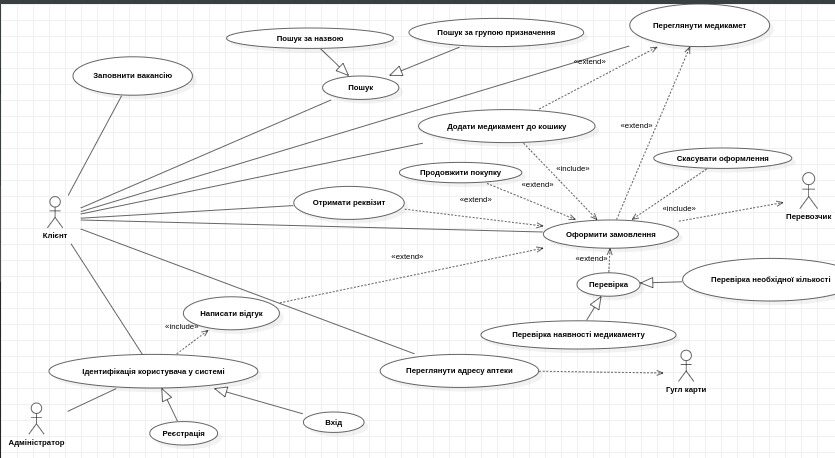 Переглянути медикамет
Пошук за групою призначення
Пошук за назвою
«extend»
Заповнити вакансію
Пошук
Додати медикамент до кошику
«extend»
Скасувати оформлення
«include»
Продовжити покупку
«extend»
«extend»
Отримати реквізит
«include»
Перевозчик
Клієнт
Оформити замовлення
«extend»
«extend»
Перевірка необхідної кількості
Перевірка
Написати відгук
«include»
Перевірка наявності медикаменту
Ідентифікація користувача у системі
Переглянути адресу аптеки
Гугл карти
Вхід
Реєстрація
Адміністратор